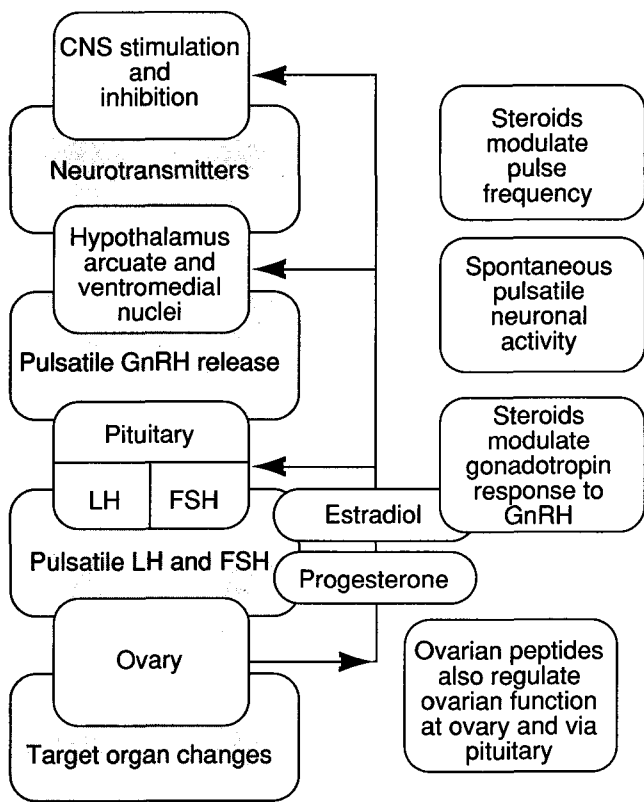 CNS stimulation
and
inhibition
Neurotransmitters
Hypothalamus
arcuate and
ventromedial
nuclei
Pulsatile GnRH release
Pituitary
LH
FSH
Pulsatile LH and FSH
Ovary
Target organ changes
Estradiol
Progesterone
Steroids
modulate
pulse
frequency
Spontaneous
pulsatile
neuronal
activity
Steroids
modulate
gonadotropin
response to
GnRH
Ovarian peptides
also regulate
ovarian function
at ovary and via
pituitary